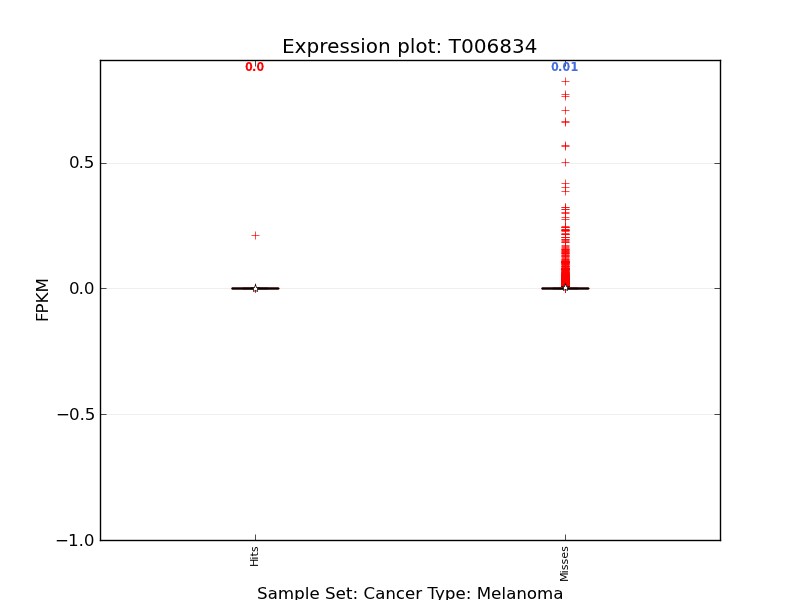 Expression plot: T006834
0.0
0.01
0.5
0.0
−0.5
−1.0
FPKM
Hits
Misses
Sample Set: Cancer Type: Melanoma